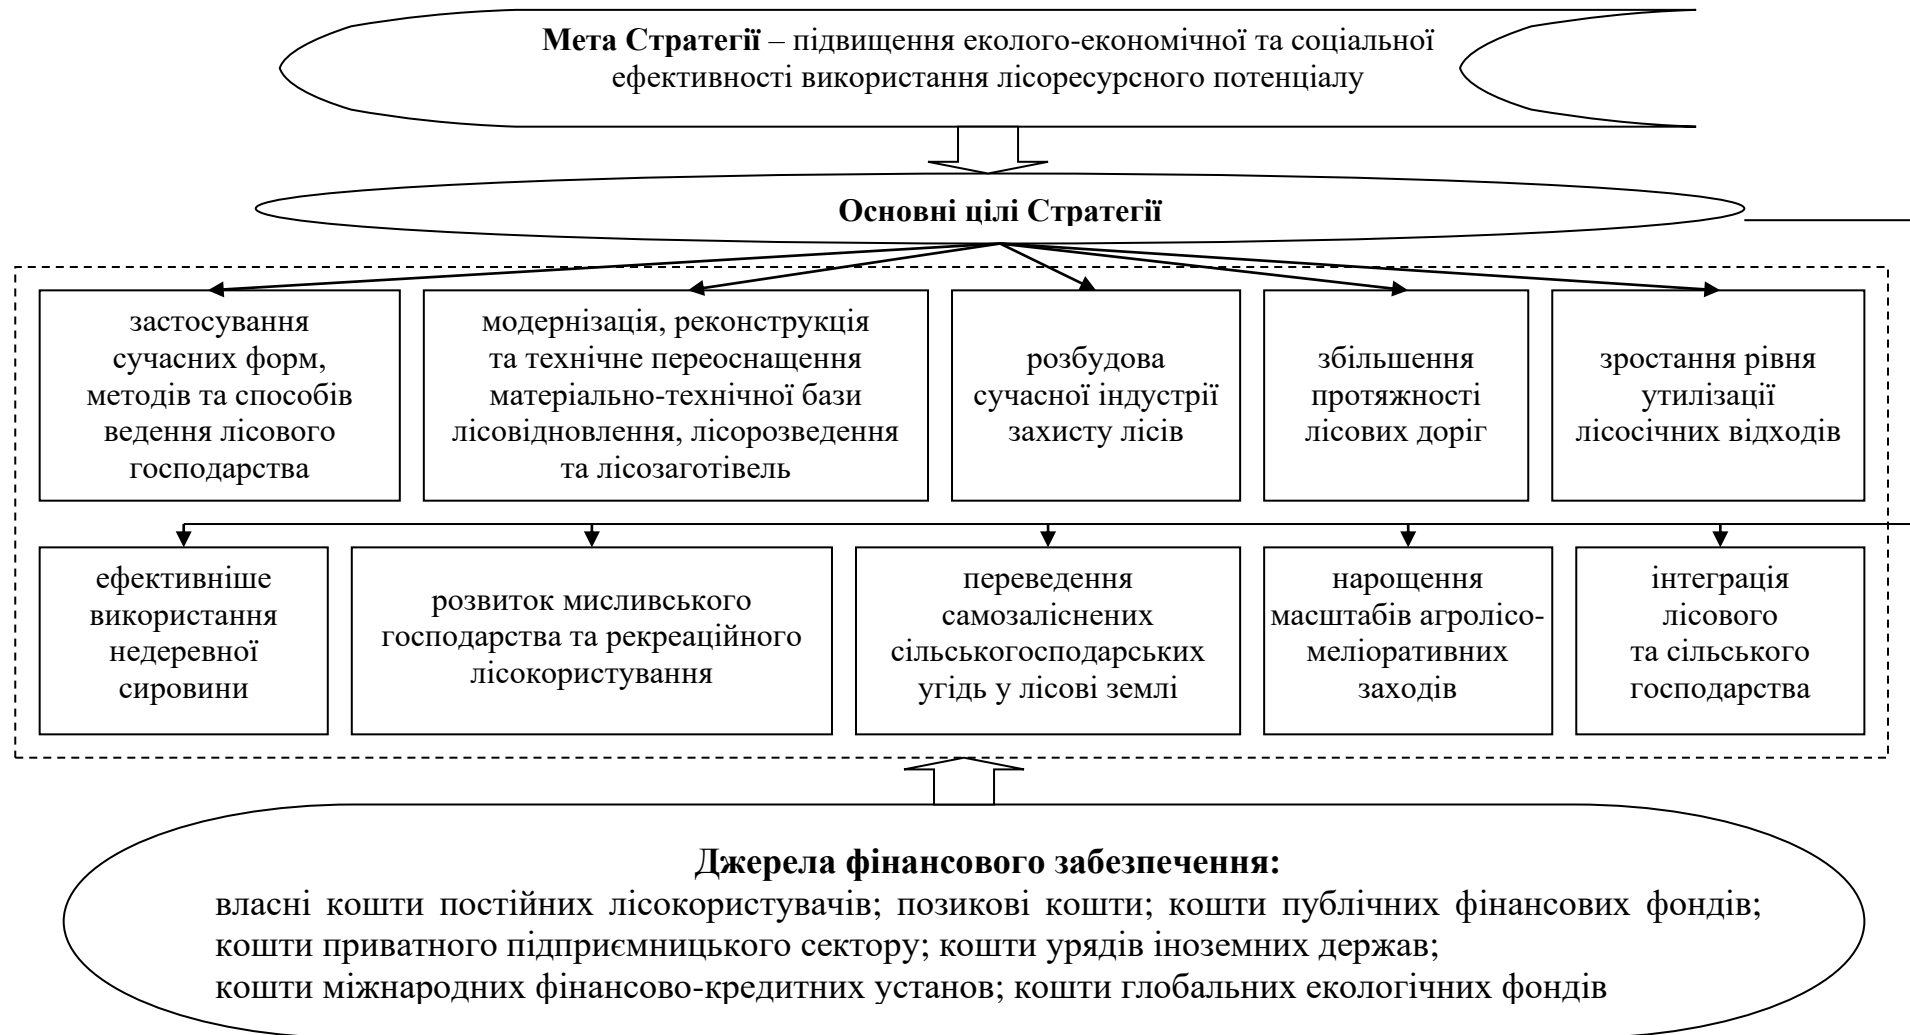 Мета Стратегії – підвищення еколого-економічної та соціальної
ефективності використання лісоресурсного потенціалу
Основні цілі Стратегії
застосування
сучасних форм,
методів та способів
ведення лісового
господарства
модернізація, реконструкція
та технічне переоснащення
матеріально-технічної бази
лісовідновлення, лісорозведення
та лісозаготівель
розбудова
сучасної індустрії
захисту лісів
збільшення
протяжності
лісових доріг
зростання рівня
утилізації
лісосічних відходів
ефективніше
використання
недеревної
сировини
розвиток мисливського
господарства та рекреаційного
лісокористування
переведення
самозаліснених
сільськогосподарських
угідь у лісові землі
нарощення
масштабів агролісо-
меліоративних
заходів
інтеграція
лісового
та сільського
господарства
Джерела фінансового забезпечення:
власні кошти постійних лісокористувачів; позикові кошти; кошти публічних фінансових фондів;
кошти приватного підприємницького сектору; кошти урядів іноземних держав;
кошти міжнародних фінансово-кредитних установ; кошти глобальних екологічних фондів